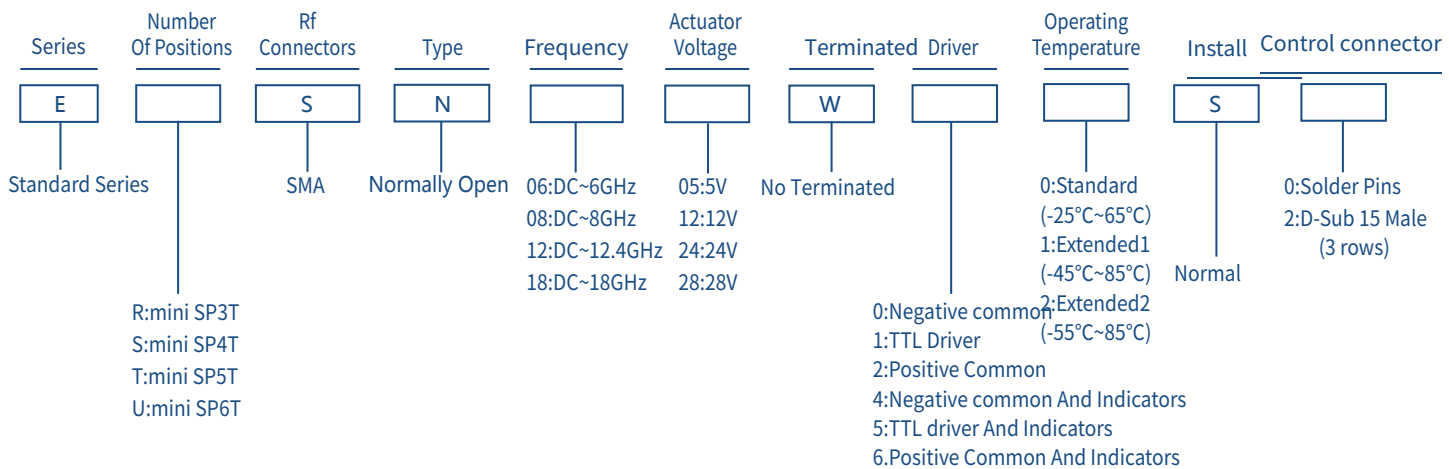 Series
Number
Of Positions
Rf
Connectors
Type
Frequency
Actuator
Voltage
Terminated
Driver
Operating
Temperature
Install
Control connector
E
S
N
W
S
Standard Series
SMA
Normally Open
06:DC~6GHz
08:DC~8GHz
12:DC~12.4GHz
18:DC~18GHz
05:5V
12:12V
24:24V
28:28V
No Terminated
0:Standard
(-25°C~65°C)
1:Extended1
(-45°C~85°C)
2:Extended2
(-55°C~85°C)
Normal
0:Solder Pins
2:D-Sub 15 Male
(3 rows)
R:mini SP3T
S:mini SP4T
T:mini SP5T
U:mini SP6T
0:Negative common
1:TTL Driver
2:Positive Common
4:Negative common And Indicators
5:TTL driver And Indicators
6.Positive Common And Indicators